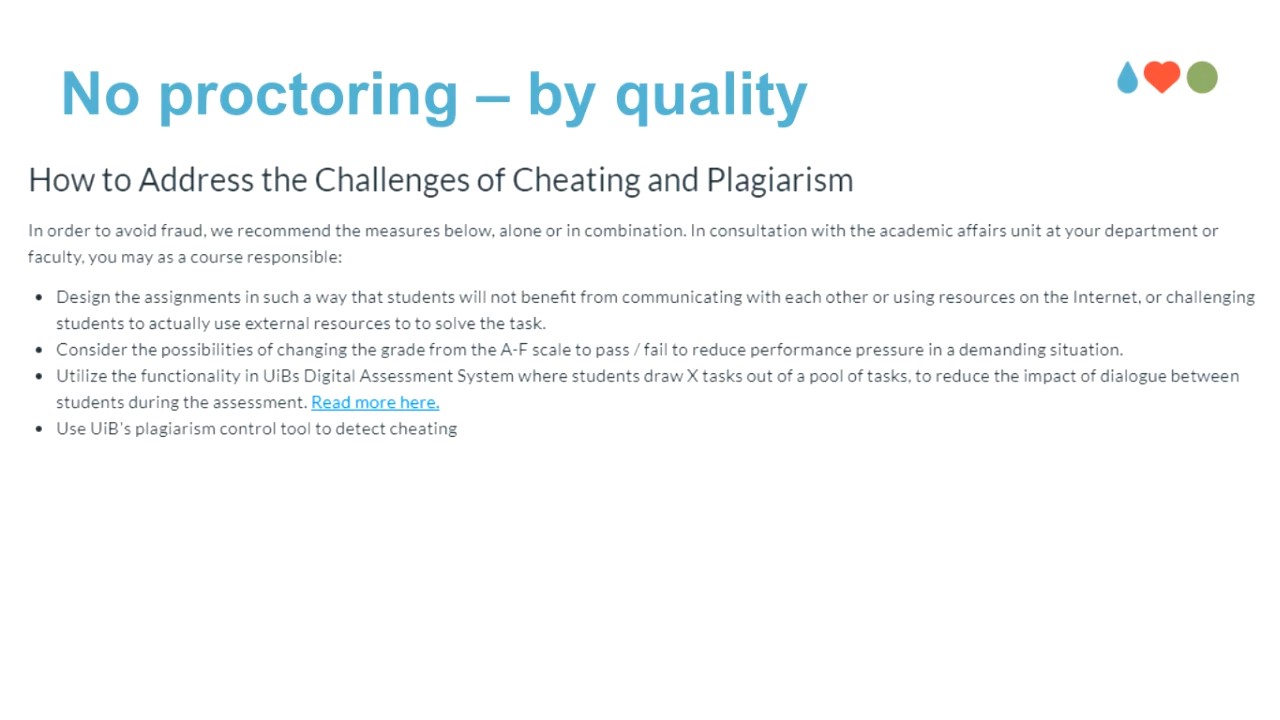 No proctoring – by quality
How to Address the Challenges of Cheating and Plagiarism
In order to avoid fraud, we recommend the measures below, alone or in combination. In consultation with the academic affairs unit at your department or
faculty, you may as a course responsible:
• Design the assignments in such a way that students will not benefit from communicating with each other or using resources on the Internet, or challenging
students to actually use external resources to to solve the task.
• Consider the possibilities of changing the grade from the A-F scale to pass / fail to reduce performance pressure in a demanding situation.
• Utilize the functionality in UiBs Digital Assessment System where students draw X tasks out of a pool of tasks, to reduce the impact of dialogue between
students during the assessment. Read more here.
• Use UiB's plagiarism control tool to detect cheating